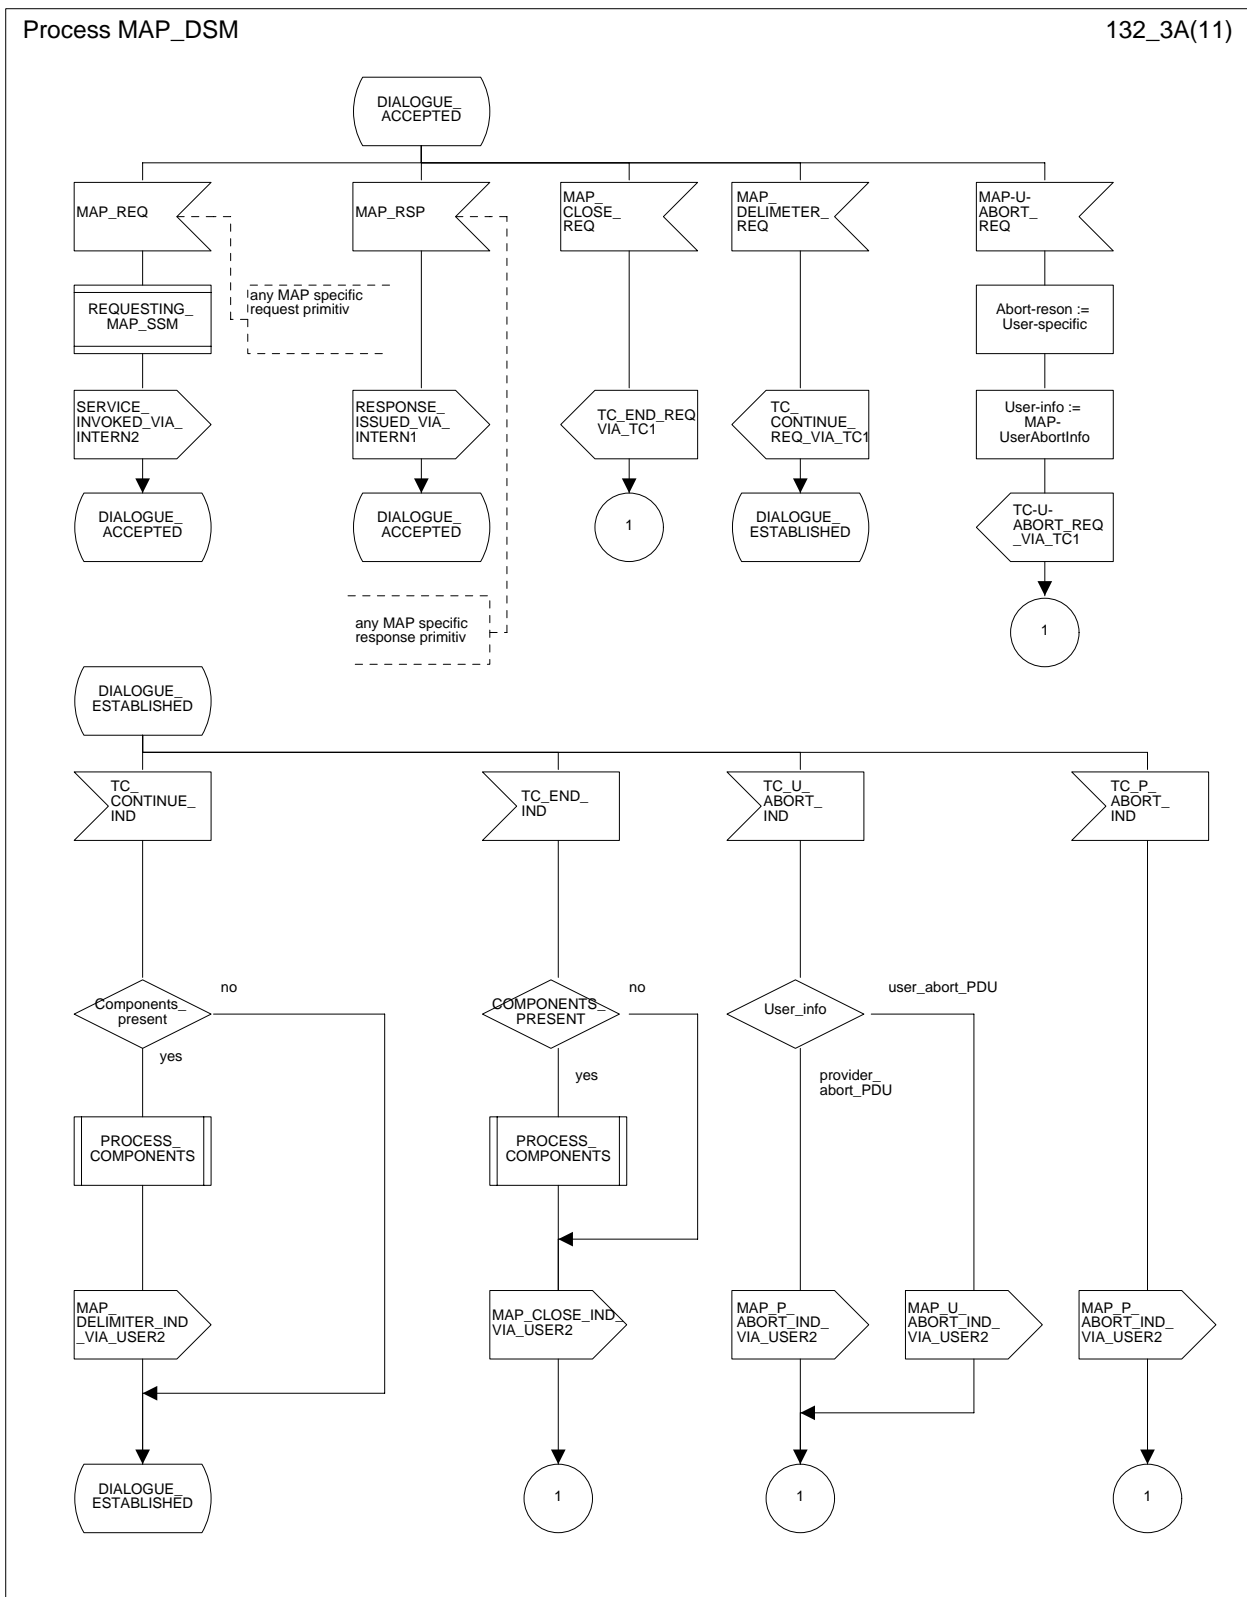 Process MAP_DSM
132_3A(11)
DIALOGUE_
ACCEPTED
MAP_REQ
MAP_RSP
MAP_
CLOSE_
REQ
MAP_
DELIMETER_
REQ
MAP-U-
ABORT_
REQ
REQUESTING_
MAP_SSM
any MAP specific
request primitiv
Abort-reson :=
User-specific
SERVICE_
INVOKED_VIA_
INTERN2
RESPONSE_
ISSUED_VIA_
INTERN1
TC_END_REQ_
VIA_TC1
TC_
CONTINUE_
REQ_VIA_TC1
User-info :=
MAP-
UserAbortInfo
DIALOGUE_
ACCEPTED
DIALOGUE_
ACCEPTED
1
DIALOGUE_
ESTABLISHED
TC-U-
ABORT_REQ
_VIA_TC1
any MAP specific
response primitiv
1
DIALOGUE_
ESTABLISHED
TC_
CONTINUE_
IND
TC_END_
IND
TC_U_
ABORT_
IND
TC_P_
ABORT_
IND
Components_
present
no
yes
COMPONENTS_
PRESENT
no
yes
User_info
user_abort_PDU
provider_
abort_PDU
PROCESS_
COMPONENTS
PROCESS_
COMPONENTS
MAP_
DELIMITER_IND
_VIA_USER2
MAP_CLOSE_IND_
VIA_USER2
MAP_P_
ABORT_IND_
VIA_USER2
MAP_U_
ABORT_IND_
VIA_USER2
MAP_P_
ABORT_IND_
VIA_USER2
DIALOGUE_
ESTABLISHED
1
1
1